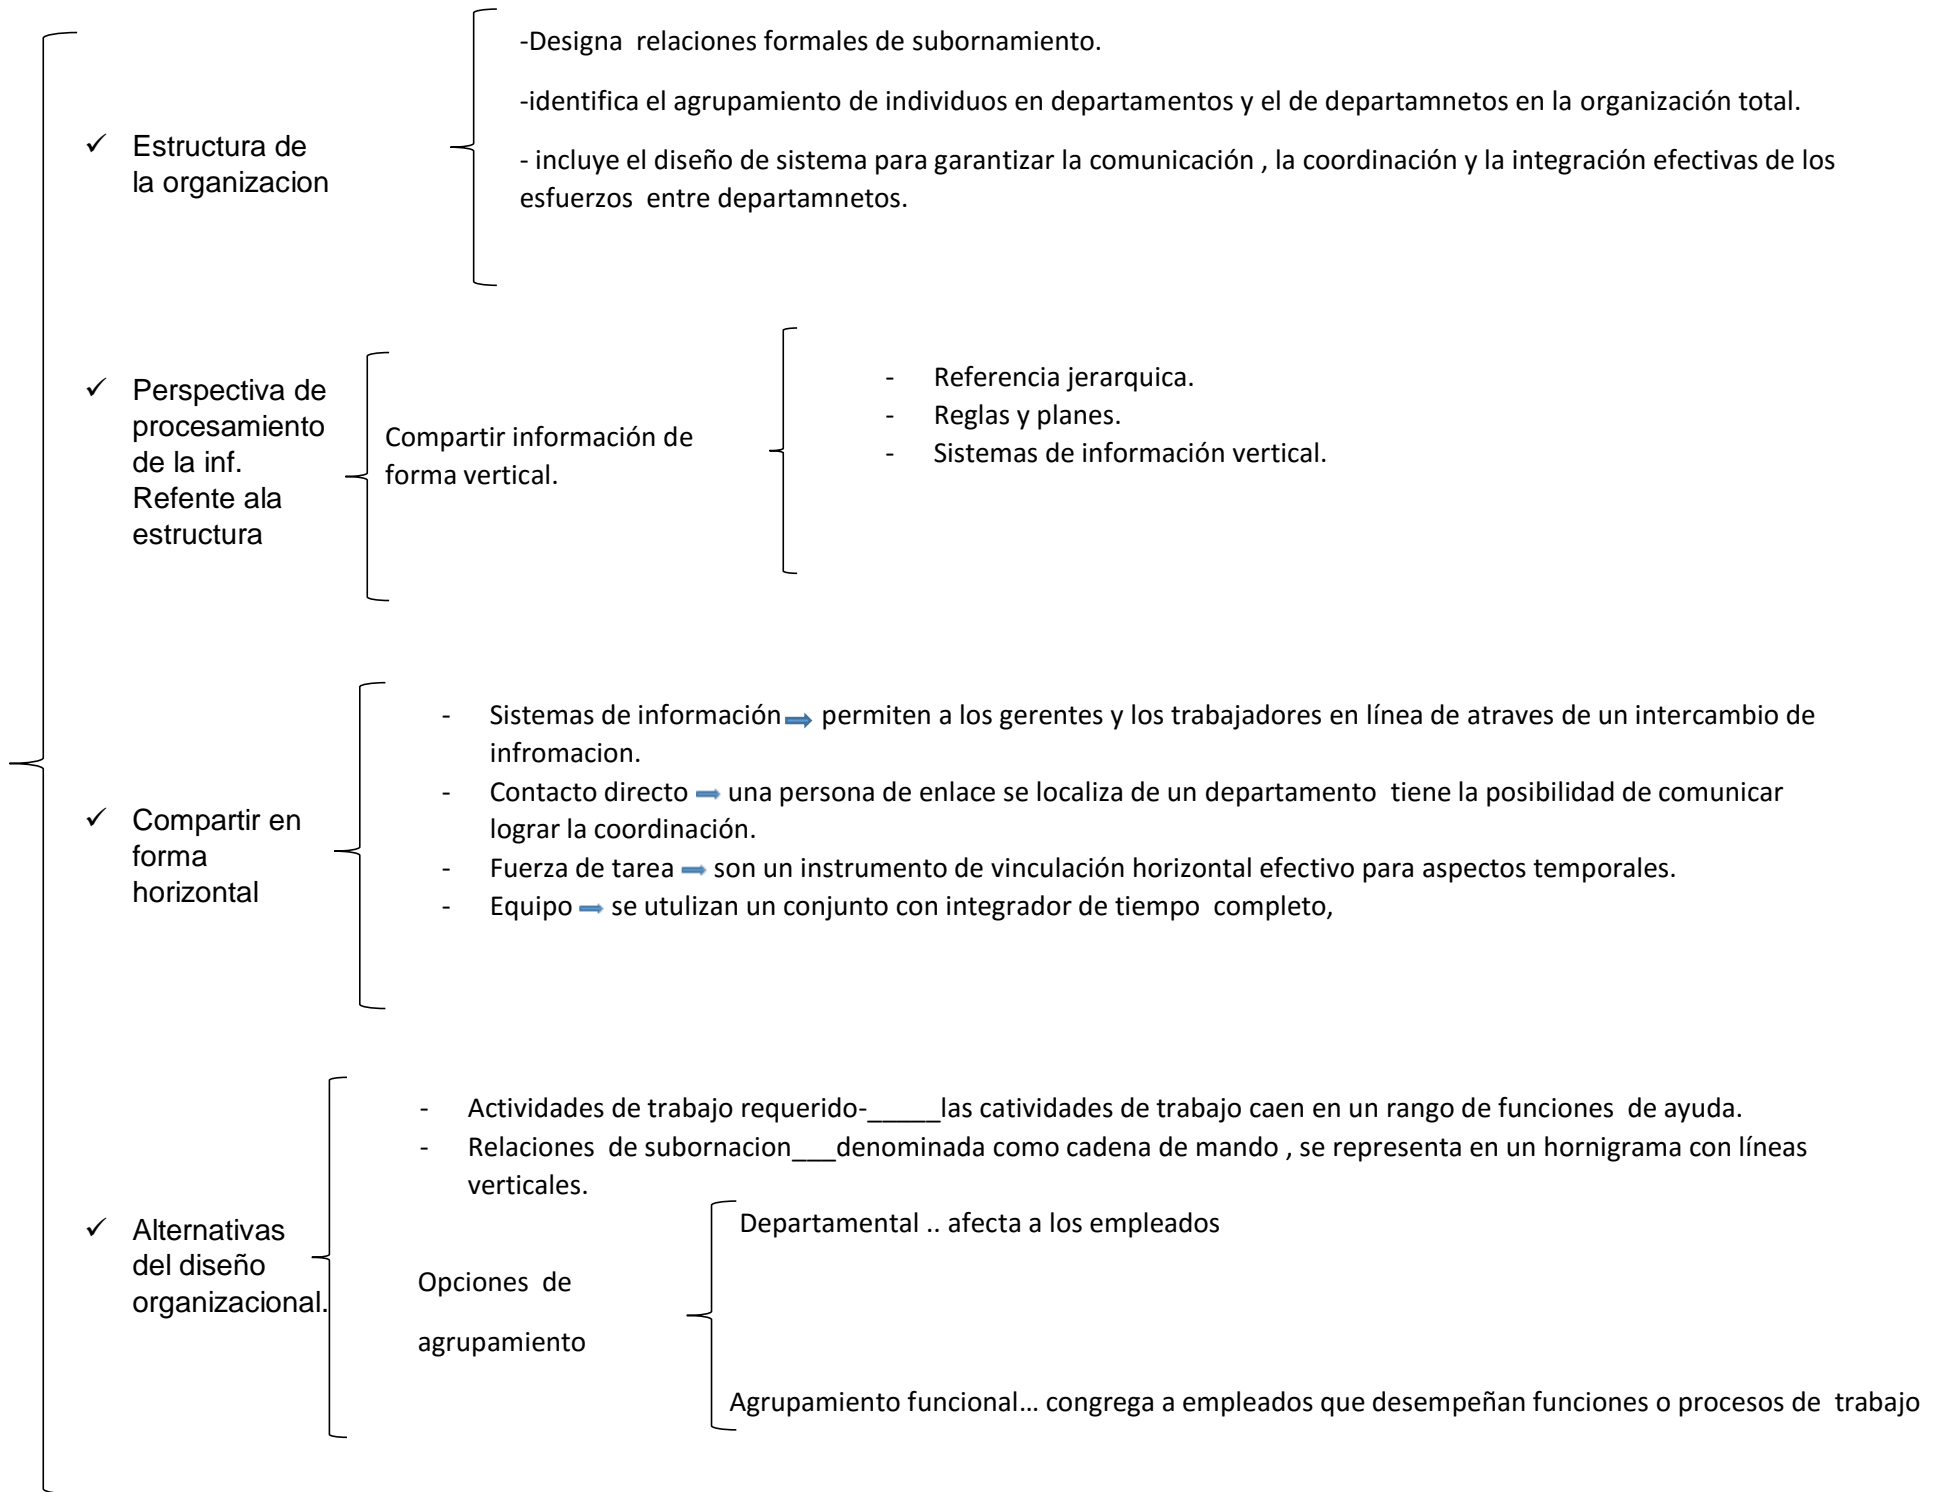 -Designa  relaciones formales de subornamiento.
-identifica el agrupamiento de individuos en departamentos y el de departamnetos en la organización total.
- incluye el diseño de sistema para garantizar la comunicación , la coordinación y la integración efectivas de los
esfuerzos  entre departamnetos.
✓ Estructura de
la organizacion
✓ Perspectiva de
procesamiento
de la inf.
Refente ala
estructura
Compartir información de
forma vertical.
- Referencia jerarquica.
- Reglas y planes.
- Sistemas de información vertical.
✓ Compartir en
forma
horizontal
- Sistemas de información ➡ permiten a los gerentes y los trabajadores en línea de atraves de un intercambio de
infromacion.
- Contacto directo ➡ una persona de enlace se localiza de un departamento  tiene la posibilidad de comunicar
lograr la coordinación.
- Fuerza de tarea ➡ son un instrumento de vinculación horizontal efectivo para aspectos temporales.
- Equipo ➡ se utulizan un conjunto con integrador de tiempo  completo,
✓ Alternativas
del diseño
organizacional.
- Actividades de trabajo requerido-_____las catividades de trabajo caen en un rango de funciones  de ayuda.
- Relaciones  de subornacion___denominada como cadena de mando , se representa en un hornigrama con líneas
verticales.
Opciones  de
agrupamiento
Departamental .. afecta a los empleados
Agrupamiento funcional… congrega a empleados que desempeñan funciones o procesos de  trabajo